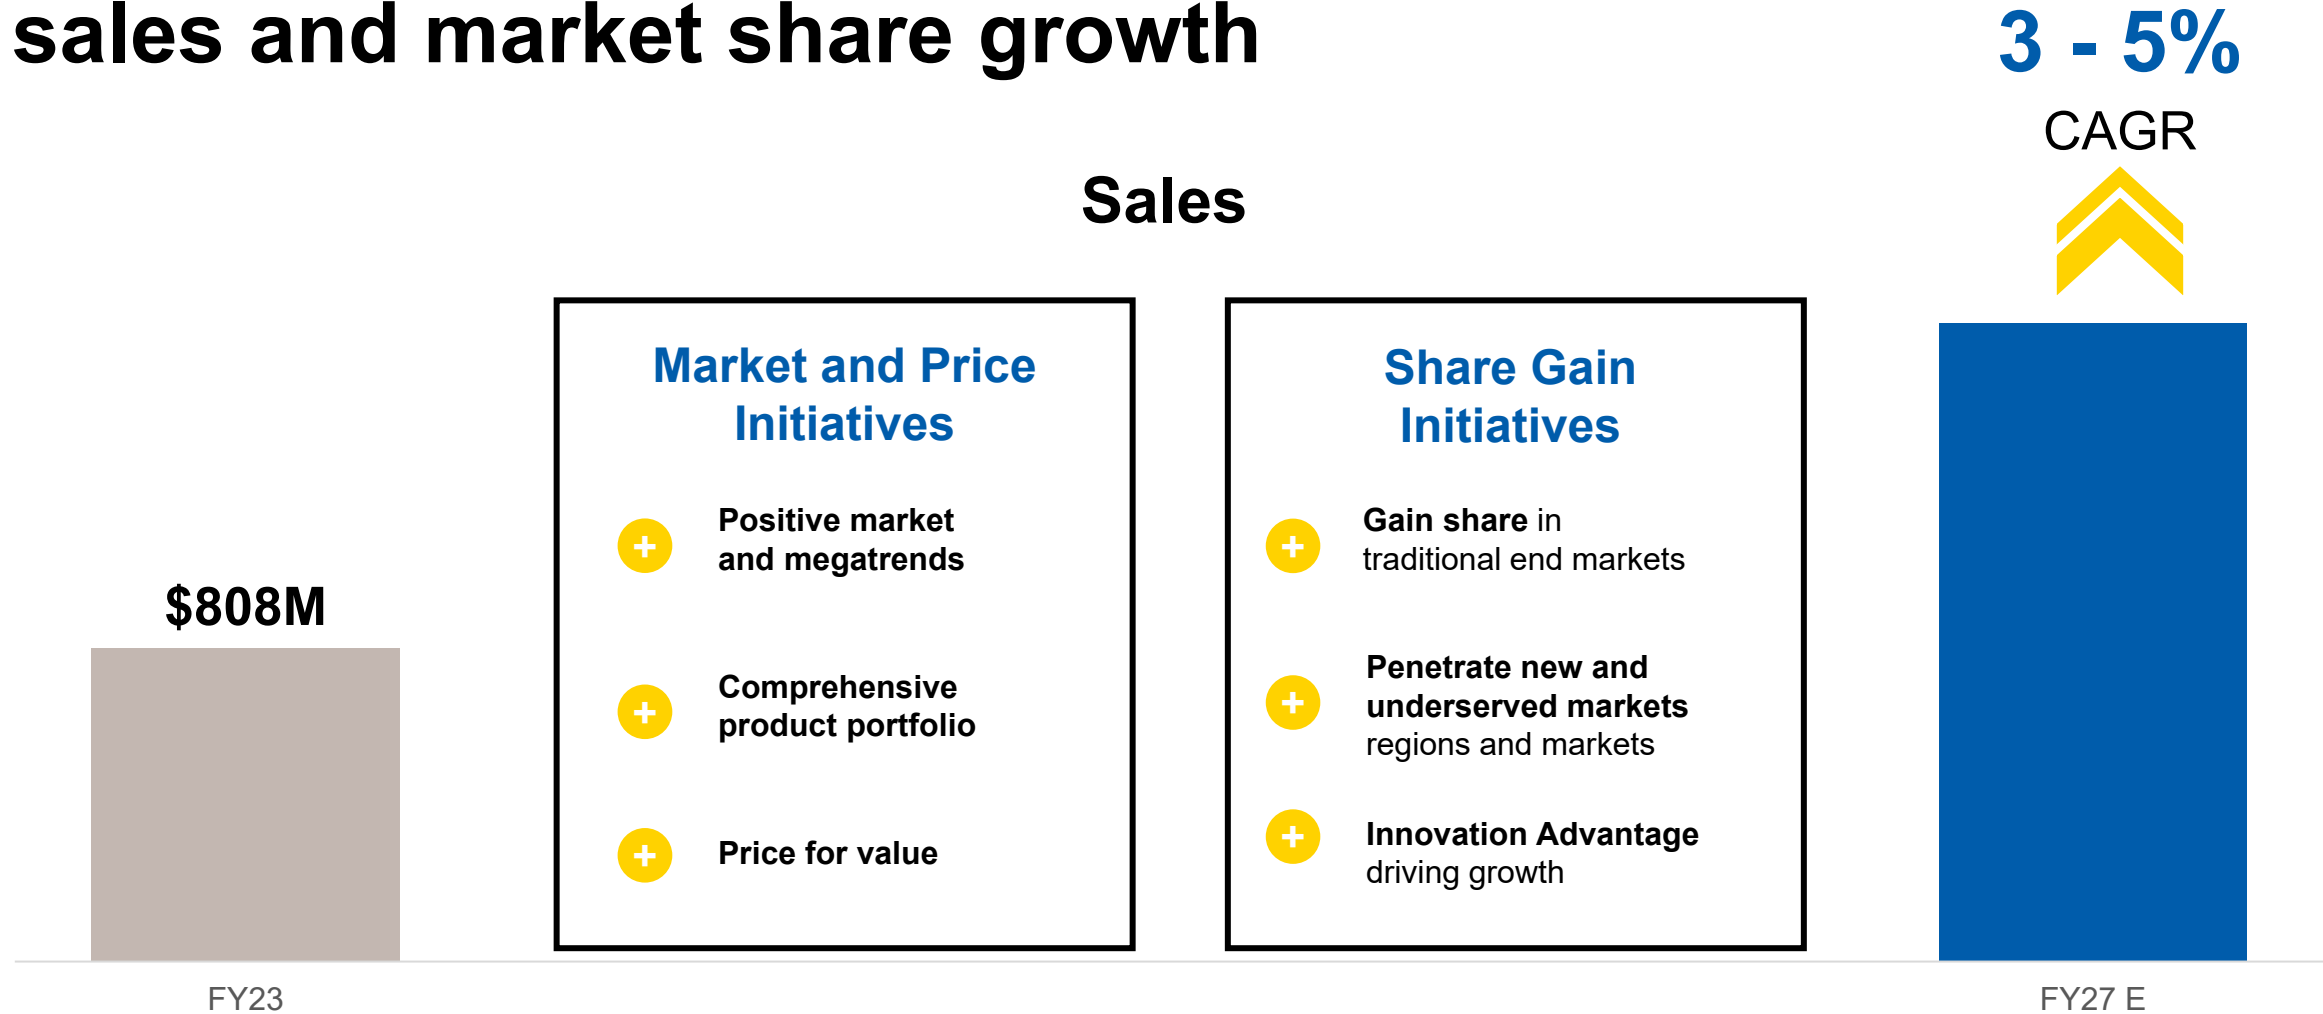 sales and market share growth
3 - 5%
CAGR
Sales
$808M
FY23
Market and Price
Initiatives
Positive market
and megatrends
Comprehensive
product portfolio
Price for value
Share Gain
Initiatives
Gain share in
traditional end markets
Penetrate new and
underserved markets
regions and markets
Innovation Advantage
driving growth
FY27 E